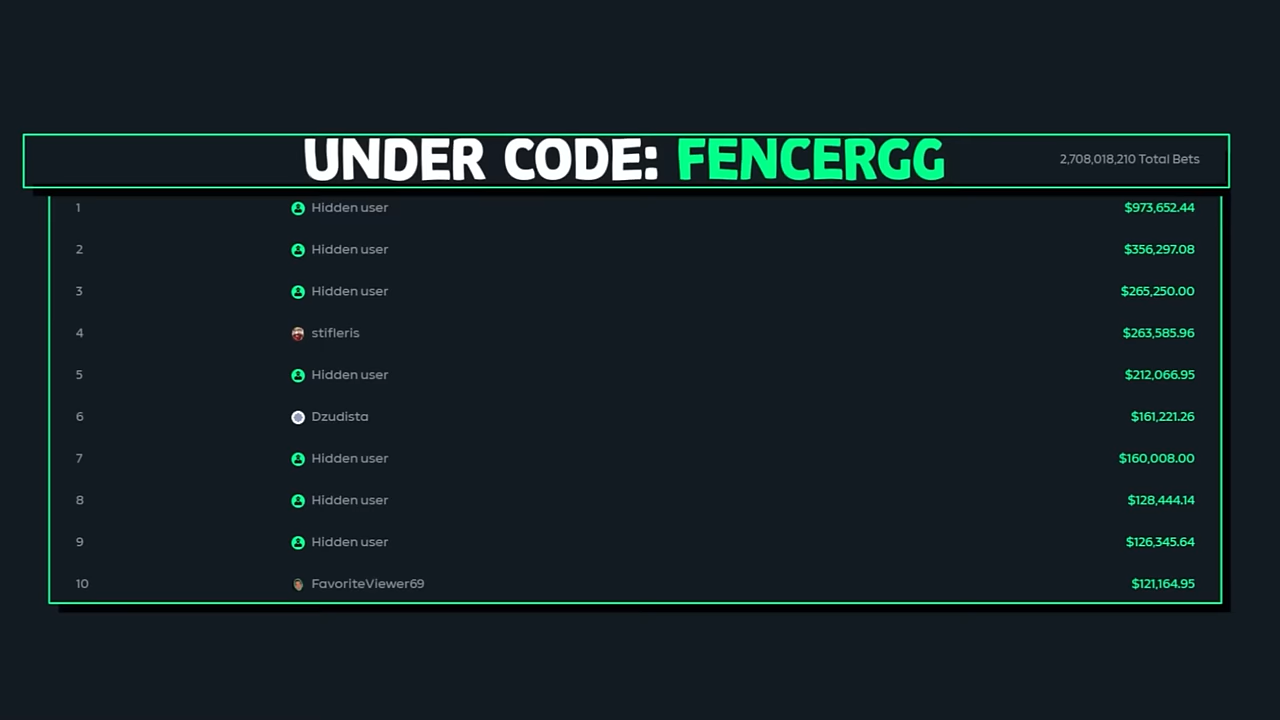 UNDER CODE: FENCERGG 2,708,018,210 Total Bets
1 Hidden user $973,652.44
2 Hidden user $356,297.08
3 Hidden user $265,250.00
4 stifleris $263,585.96
5 Hidden user $212,066.95
6 Dzudista $161,221.26
7 Hidden user $160,008.00
8 Hidden user $128,444.14
9 Hidden user $126,345.64
10 FavoriteViewer69 $121,164.95